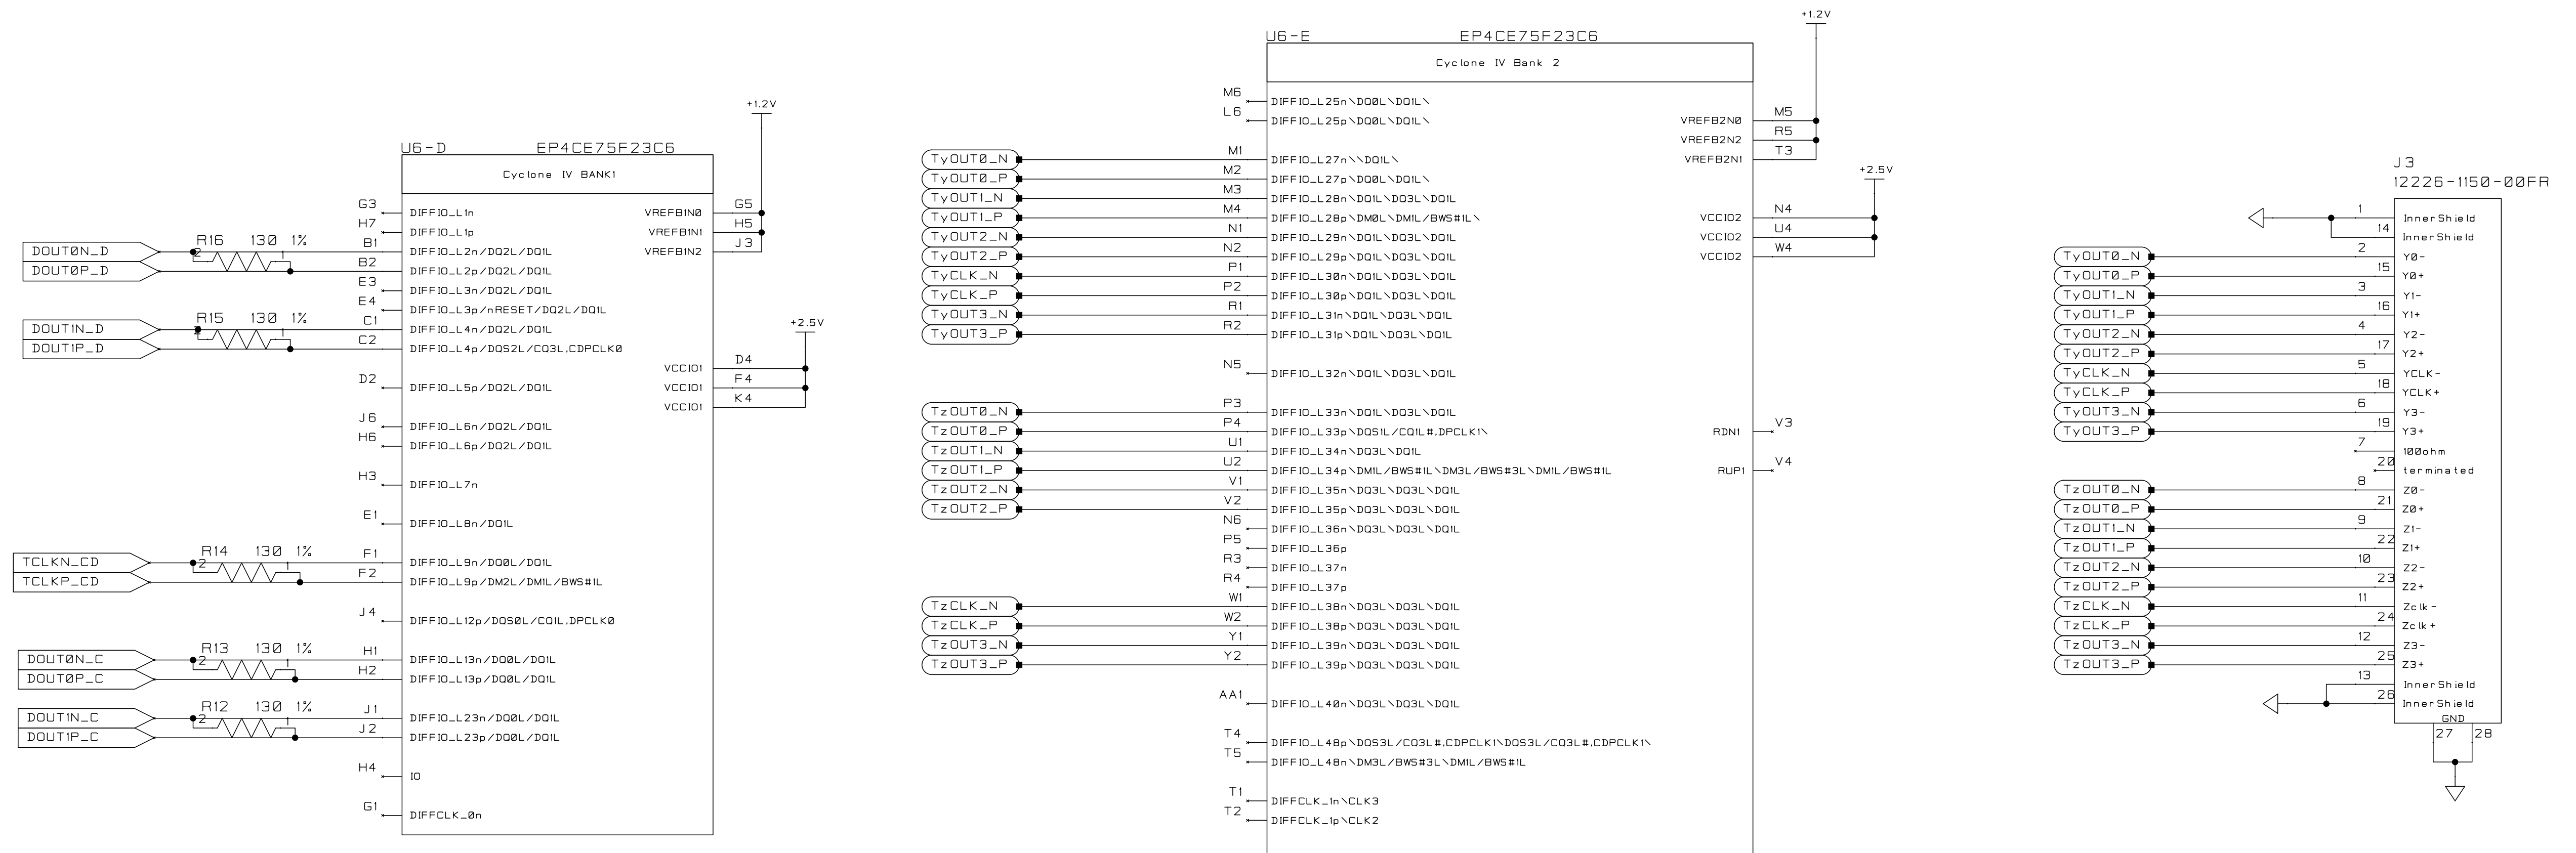 U6-D EP4CE75F23C6
Cyclone IV BANK1
+1.2V
+2.5V
G3 DIFFIO_L1n
H7 DIFFIO_L1p
DOUT0N_D R16 130 1% 2 1 B1 DIFFIO_L2n/DQ2L/DQ1L
DOUT0P_D B2 DIFFIO_L2p/DQ2L/DQ1L
E3 DIFFIO_L3n/DQ2L/DQ1L
E4 DIFFIO_L3p/nRESET/DQ2L/DQ1L
DOUT1N_D R15 130 1% 2 1 C1 DIFFIO_L4n/DQ2L/DQ1L
DOUT1P_D C2 DIFFIO_L4p/DQS2L/CQ3L.CDPCLK0
D2 DIFFIO_L5p/DQ2L/DQ1L
J6 DIFFIO_L6n/DQ2L/DQ1L
H6 DIFFIO_L6p/DQ2L/DQ1L
H3 DIFFIO_L7n
E1 DIFFIO_L8n/DQ1L
TCLKN_CD R14 130 1% 2 1 F1 DIFFIO_L9n/DQ0L/DQ1L
TCLKP_CD F2 DIFFIO_L9p/DM2L/DM1L/BWS#1L
J4 DIFFIO_L12p/DQS0L/CQ1L.DPCLK0
DOUT0N_C R13 130 1% 2 1 H1 DIFFIO_L13n/DQ0L/DQ1L
DOUT0P_C H2 DIFFIO_L13p/DQ0L/DQ1L
DOUT1N_C R12 130 1% 2 1 J1 DIFFIO_L23n/DQ0L/DQ1L
DOUT1P_C J2 DIFFIO_L23p/DQ0L/DQ1L
H4 IO
G1 DIFFCLK_0n
VREFB1N0 G5
VREFB1N1 H5
VREFB1N2 J3
VCCIO1 D4
VCCIO1 F4
VCCIO1 K4
U6-E EP4CE75F23C6
Cyclone IV Bank 2
+1.2V
+2.5V
M6 DIFFIO_L25n\DQ0L\DQ1L\
L6 DIFFIO_L25p\DQ0L\DQ1L\
TyOUT0_N M1 DIFFIO_L27n\\DQ1L\
TyOUT0_P M2 DIFFIO_L27p\DQ0L\DQ1L\
TyOUT1_N M3 DIFFIO_L28n\DQ1L\DQ3L\DQ1L
TyOUT1_P M4 DIFFIO_L28p\DM0L\DM1L/BWS#1L\
TyOUT2_N N1 DIFFIO_L29n\DQ1L\DQ3L\DQ1L
TyOUT2_P N2 DIFFIO_L29p\DQ1L\DQ3L\DQ1L
TyCLK_N P1 DIFFIO_L30n\DQ1L\DQ3L\DQ1L
TyCLK_P P2 DIFFIO_L30p\DQ1L\DQ3L\DQ1L
TyOUT3_N R1 DIFFIO_L31n\DQ1L\DQ3L\DQ1L
TyOUT3_P R2 DIFFIO_L31p\DQ1L\DQ3L\DQ1L
N5 DIFFIO_L32n\DQ1L\DQ3L\DQ1L
TzOUT0_N P3 DIFFIO_L33n\DQ1L\DQ3L\DQ1L
TzOUT0_P P4 DIFFIO_L33p\DQS1L/CQ1L#.DPCLK1\
TzOUT1_N U1 DIFFIO_L34n\DQ3L\DQ1L
TzOUT1_P U2 DIFFIO_L34p\DM1L/BWS#1L\DM3L/BWS#3L\DM1L/BWS#1L
TzOUT2_N V1 DIFFIO_L35n\DQ3L\DQ3L\DQ1L
TzOUT2_P V2 DIFFIO_L35p\DQ3L\DQ3L\DQ1L
N6 DIFFIO_L36n\DQ3L\DQ3L\DQ1L
P5 DIFFIO_L36p
R3 DIFFIO_L37n
R4 DIFFIO_L37p
TzCLK_N W1 DIFFIO_L38n\DQ3L\DQ3L\DQ1L
TzCLK_P W2 DIFFIO_L38p\DQ3L\DQ3L\DQ1L
TzOUT3_N Y1 DIFFIO_L39n\DQ3L\DQ3L\DQ1L
TzOUT3_P Y2 DIFFIO_L39p\DQ3L\DQ3L\DQ1L
AA1 DIFFIO_L40n\DQ3L\DQ3L\DQ1L
T4 DIFFIO_L48p\DQS3L/CQ3L#.CDPCLK1\DQS3L/CQ3L#.CDPCLK1\
T5 DIFFIO_L48n\DM3L/BWS#3L\DM1L/BWS#1L
T1 DIFFCLK_1n\CLK3
T2 DIFFCLK_1p\CLK2
VREFB2N0 M5
VREFB2N2 R5
VREFB2N1 T3
VCCIO2 N4
VCCIO2 U4
VCCIO2 W4
RDN1 V3
RUP1 V4
J3
12226-1150-00FR
1 InnerShield
14 InnerShield
TyOUT0_N 2 Y0-
TyOUT0_P 15 Y0+
TyOUT1_N 3 Y1-
TyOUT1_P 16 Y1+
TyOUT2_N 4 Y2-
TyOUT2_P 17 Y2+
TyCLK_N 5 YCLK-
TyCLK_P 18 YCLK+
TyOUT3_N 6 Y3-
TyOUT3_P 19 Y3+
7 100ohm
20 terminated
TzOUT0_N 8 Z0-
TzOUT0_P 21 Z0+
TzOUT1_N 9 Z1-
TzOUT1_P 22 Z1+
TzOUT2_N 10 Z2-
TzOUT2_P 23 Z2+
TzCLK_N 11 Zclk-
TzCLK_P 24 Zclk+
TzOUT3_N 12 Z3-
TzOUT3_P 25 Z3+
13 InnerShield
26 InnerShield
GND
27 28